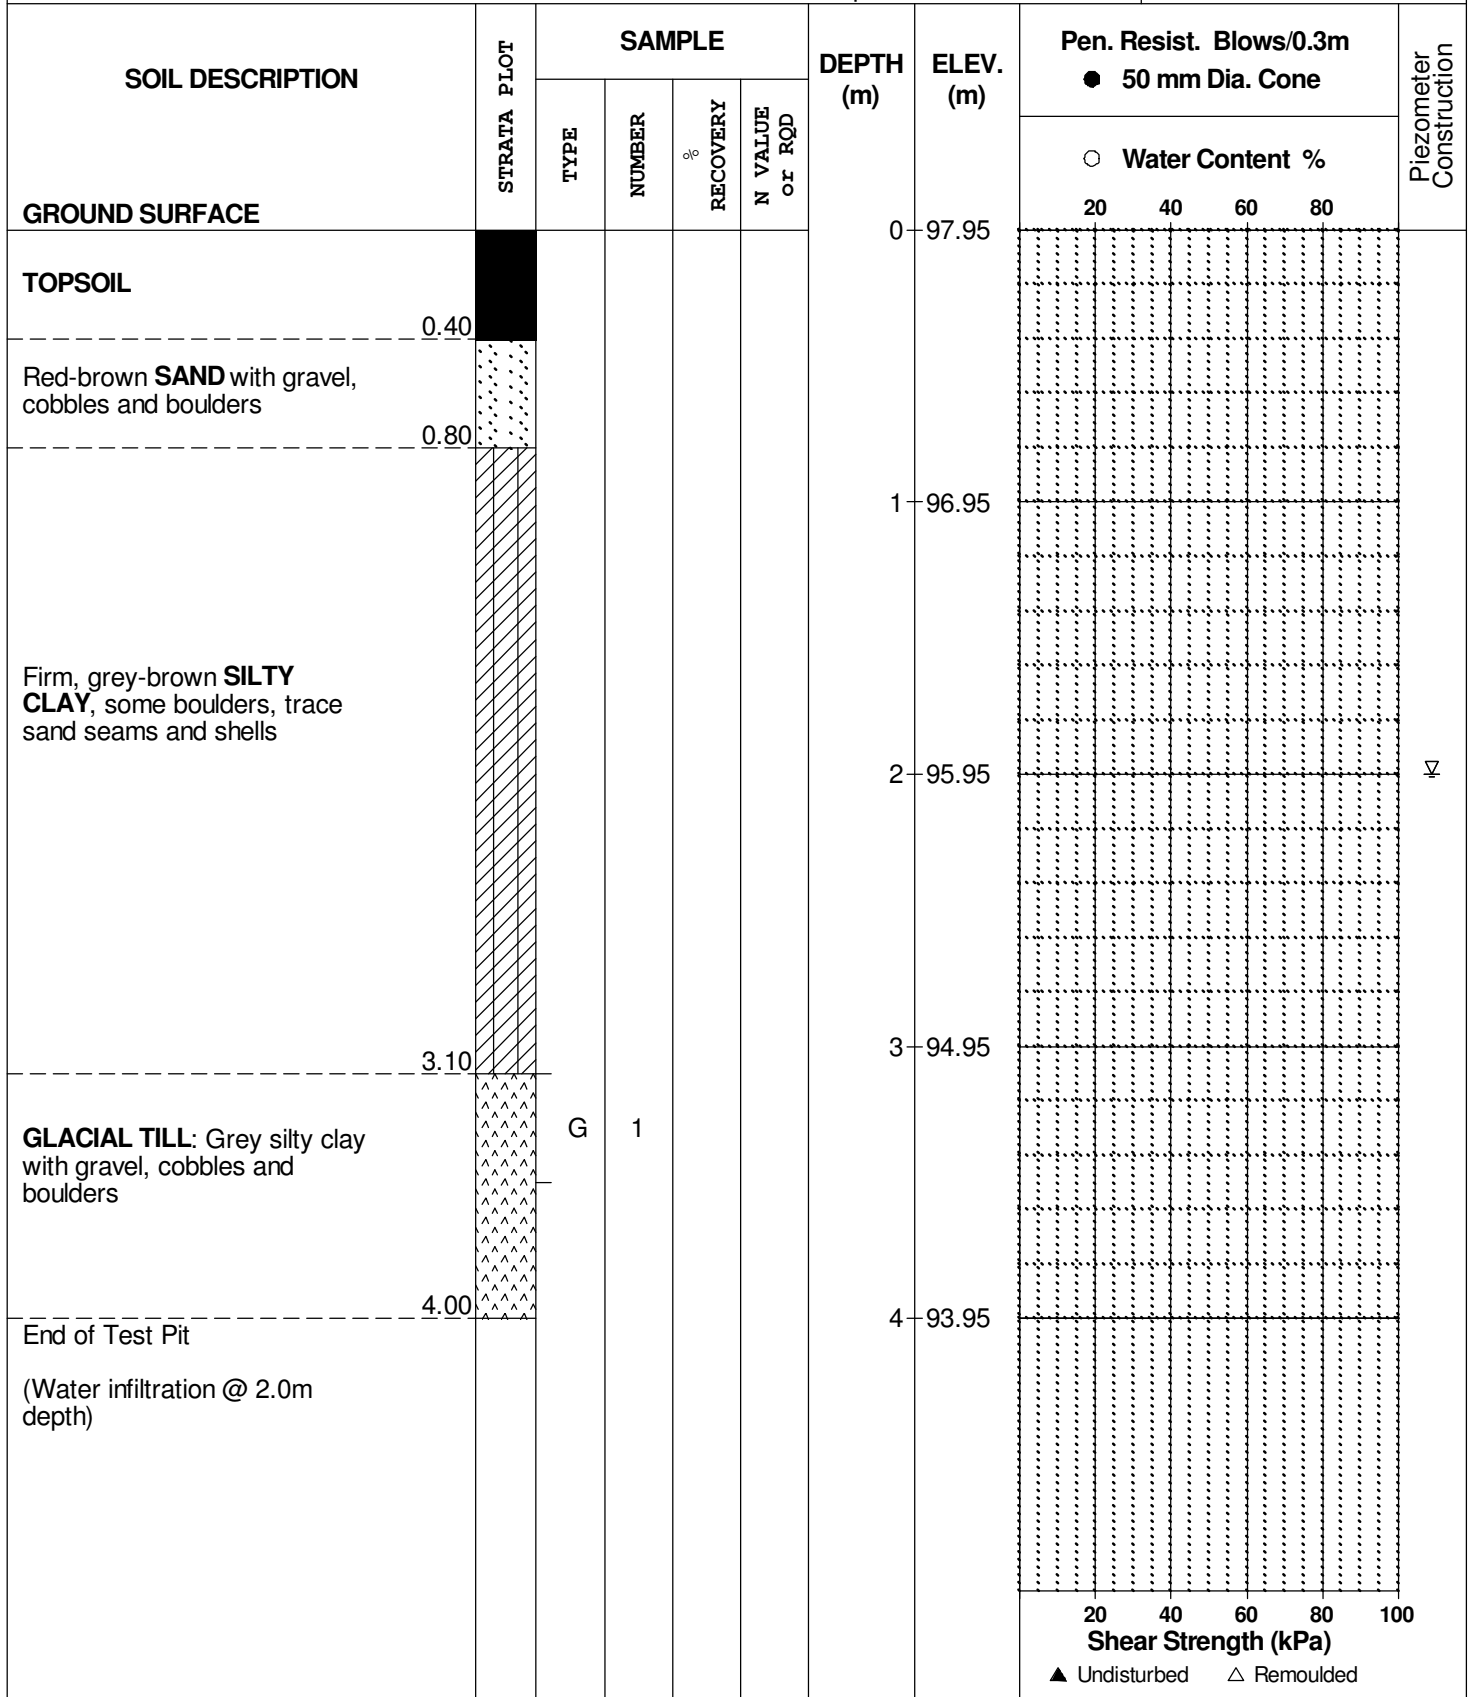 SOIL DESCRIPTION
GROUND SURFACE
STRATA PLOT
SAMPLE
TYPE
NUMBER
%
RECOVERY
N VALUE
or RQD
DEPTH
(m)
ELEV.
(m)
Pen. Resist. Blows/0.3m
● 50 mm Dia. Cone
○ Water Content %
20 40 60 80
Piezometer
Construction
0 97.95
TOPSOIL
0.40
Red-brown SAND with gravel,
cobbles and boulders
0.80
1 96.95
Firm, grey-brown SILTY
CLAY, some boulders, trace
sand seams and shells
2 95.95
3 94.95
3.10
G 1
GLACIAL TILL: Grey silty clay
with gravel, cobbles and
boulders
4.00
4 93.95
End of Test Pit
(Water infiltration @ 2.0m
depth)
20 40 60 80 100
Shear Strength (kPa)
▲ Undisturbed △ Remoulded